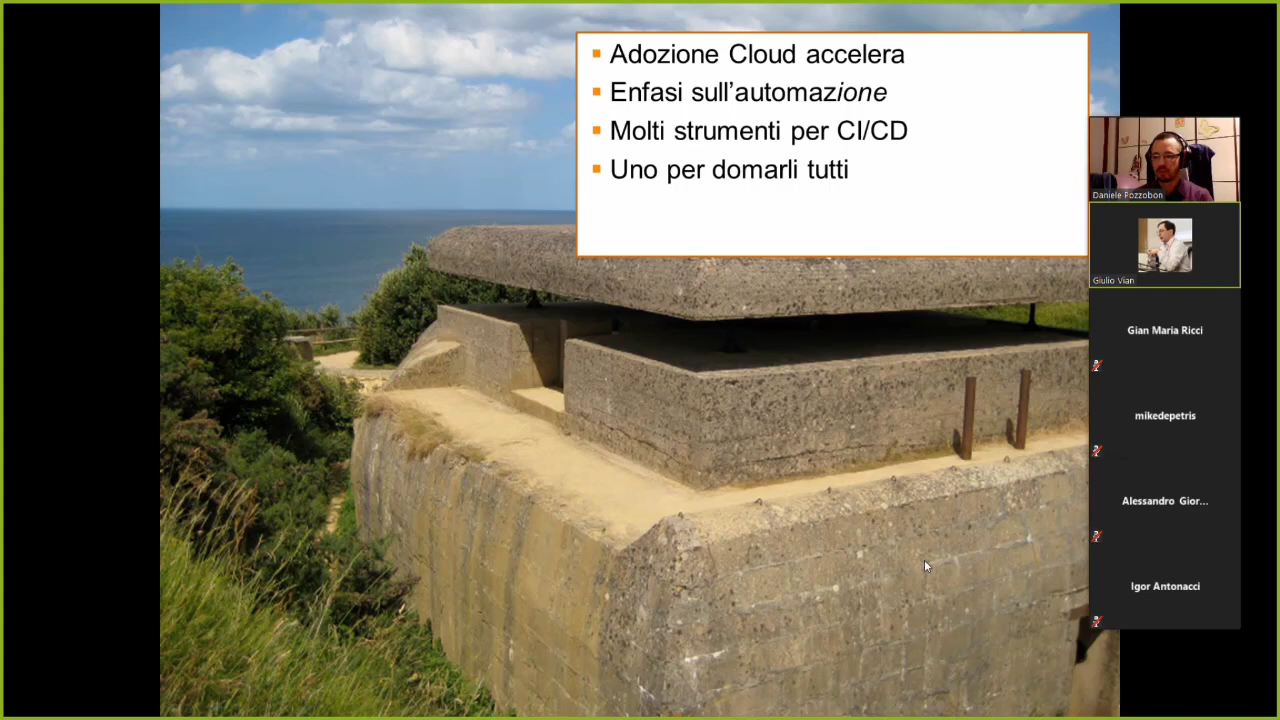 Adozione Cloud accelera
Enfasi sull’automazione
Molti strumenti per CI/CD
Uno per domarli tutti
Daniele Pozzobon
Giulio Vian
Gian Maria Ricci
mikedepetris
Alessandro Gior...
Igor Antonacci